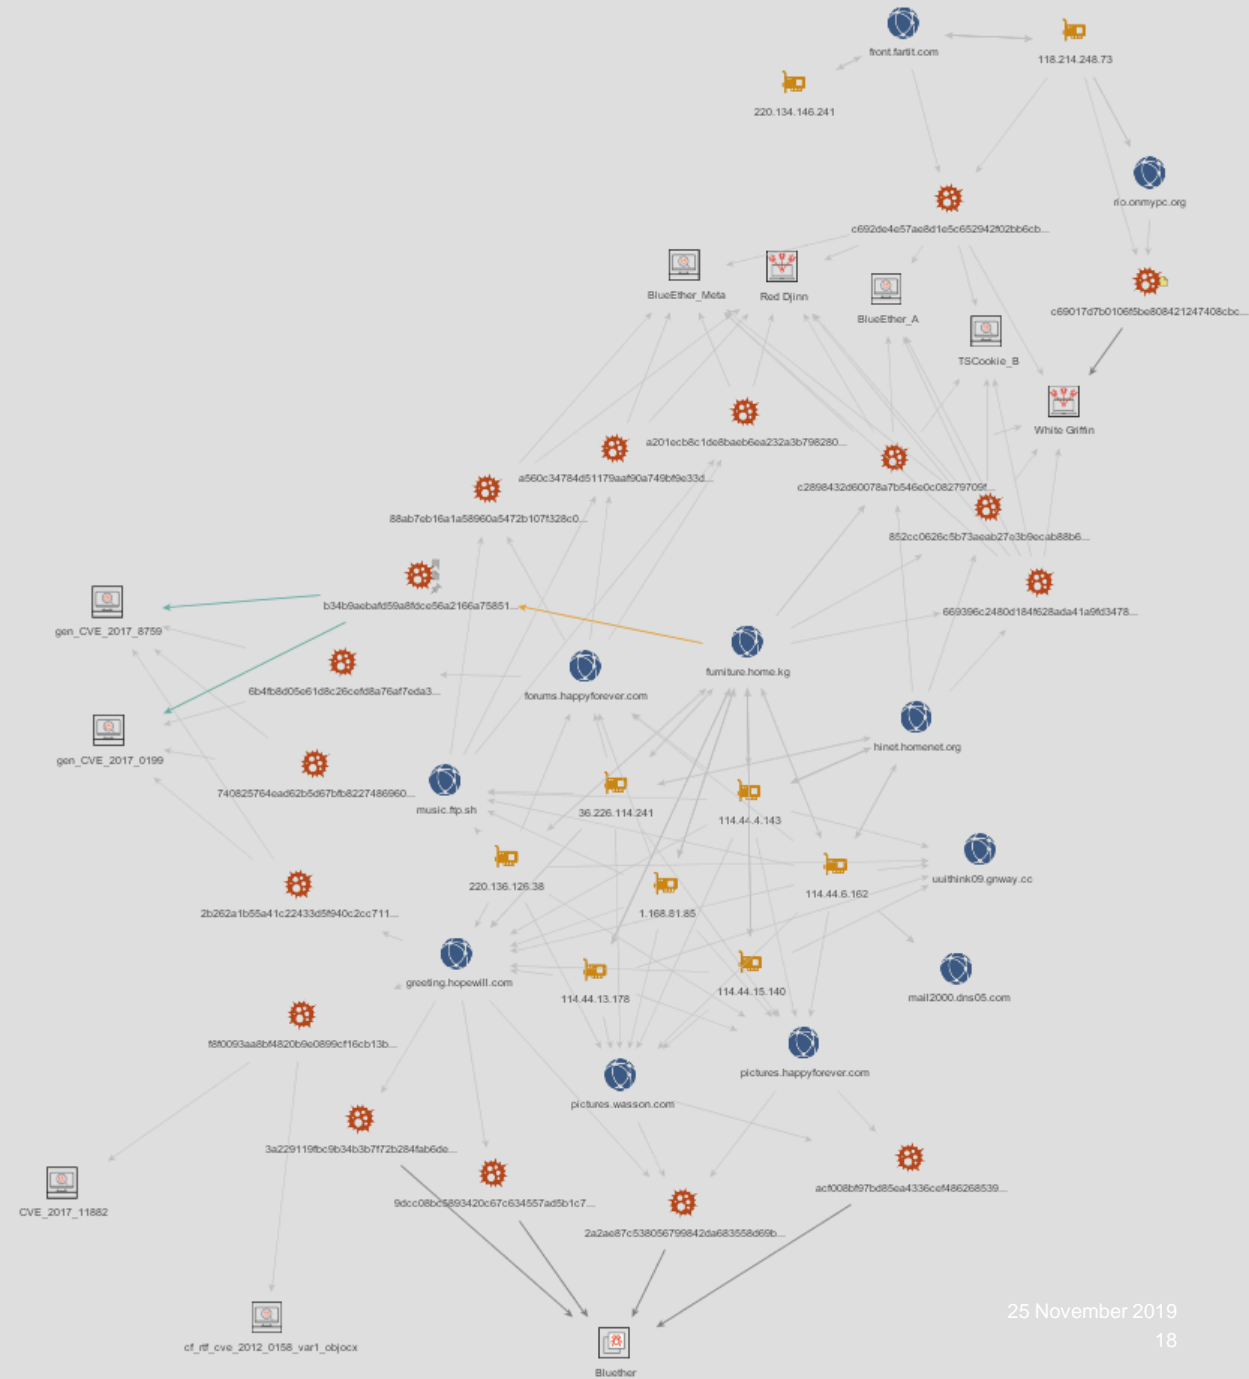 front.fartit.com
118.214.248.73
220.134.146.241
rio.onmypc.org
c692de4e57ae8d1e5c652942f02bb6cb...
BlueEther_Meta
Red Djinn
BlueEther_A
c69017d7b0106f5be808421247408cbc...
TSCookie_B
White Griffin
a201ecb8c1de8baeb6ea232a3b798280...
a560c34784d51179aaf90a749bf9e33d...
c2898432d60078a7b546e0c08279709f...
88ab7eb16a1a58960a5472b107f328c0...
852cc0626c5b73aeab27e3b9ecab88b6...
b34b9aebafd59a8fdce56a2166a75851...
669396c2480d184f628ada41a9fd3478...
gen_CVE_2017_8759
furniture.home.kg
6b4fb8d05e61d8c26cefd8a76af7eda3...
forums.happyforever.com
hinet.homenet.org
gen_CVE_2017_0199
740825764ead62b5d67bfb8227486960...
music.ftp.sh
36.226.114.241
114.44.4.143
uuithink09.gnway.cc
220.136.126.38
114.44.6.162
2b262a1b55a41c22433d5f940c2cc711...
1.168.81.85
greeting.hopewill.com
114.44.13.178
114.44.15.140
mail2000.dns05.com
f8f0093aa8bf4820b9e0899cf16cb13b...
pictures.happyforever.com
pictures.wasson.com
3a229119fbc9b34b3b7f72b284fab6de...
acf008bf97bd85ea4336cef486268539...
9dcc08bc5893420c67c634557ad5b1c7...
CVE_2017_11882
2a2ae87c538056799842da683558d69b...
25 November 2019
18
cf_rtf_cve_2012_0158_var1_objocx
Bluether